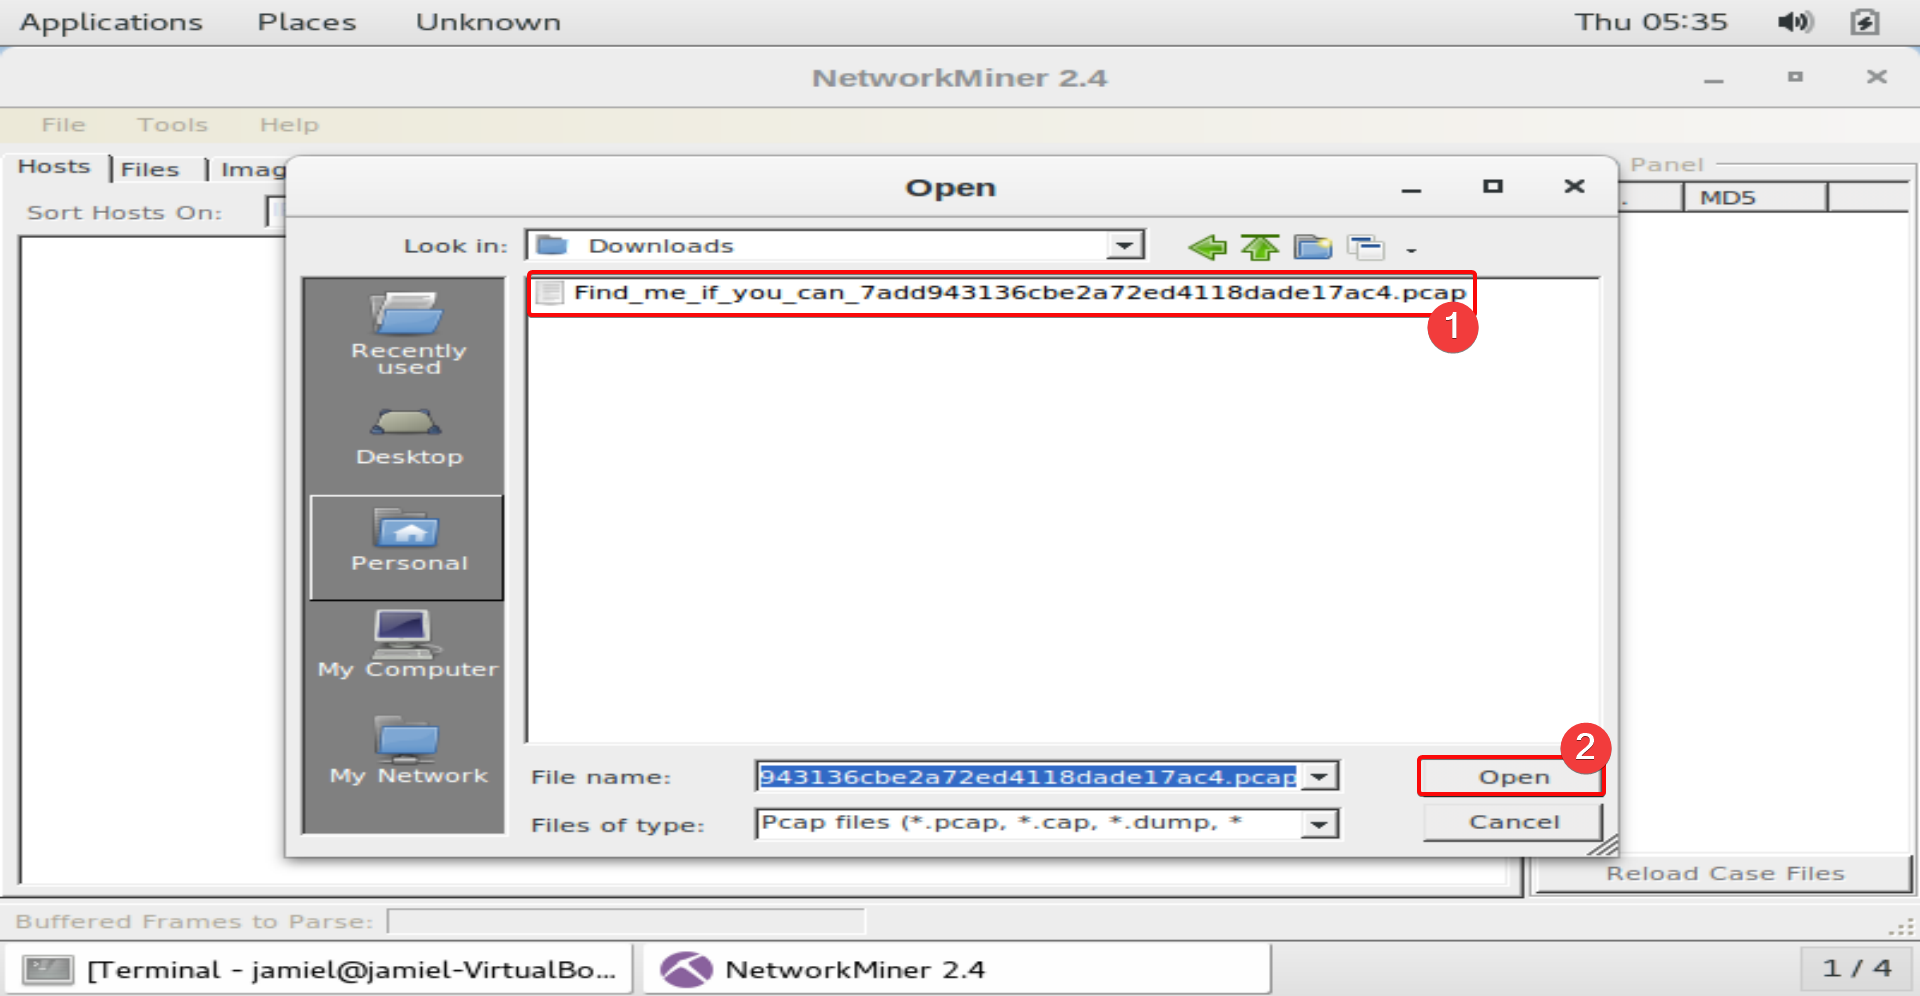 Applications Places Unknown Thu 05:35
NetworkMiner 2.4
File Tools Help
Hosts Files Imag Panel
Sort Hosts On: . MD5
Open
Look in: Downloads
Find_me_if_you_can_7add943136cbe2a72ed4118dade17ac4.pcap
1
Recently
used
Desktop
Personal
My Computer
My Network
2
File name: 943136cbe2a72ed4118dade17ac4.pcap Open
Files of type: Pcap files (*.pcap, *.cap, *.dump, * Cancel
Reload Case Files
Buffered Frames to Parse:
[Terminal - jamiel@jamiel-VirtualBo... NetworkMiner 2.4 1 / 4